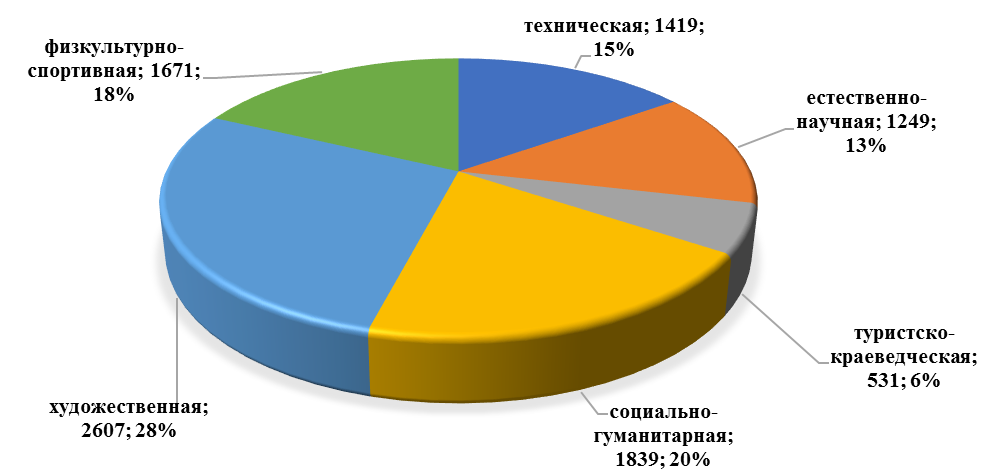 техническая; 1419;
15%
естественно-
научная; 1249;
13%
туристско-
краеведческая;
531; 6%
социально-
гуманитарная;
1839; 20%
художественная;
2607; 28%
физкультурно-
спортивная; 1671;
18%